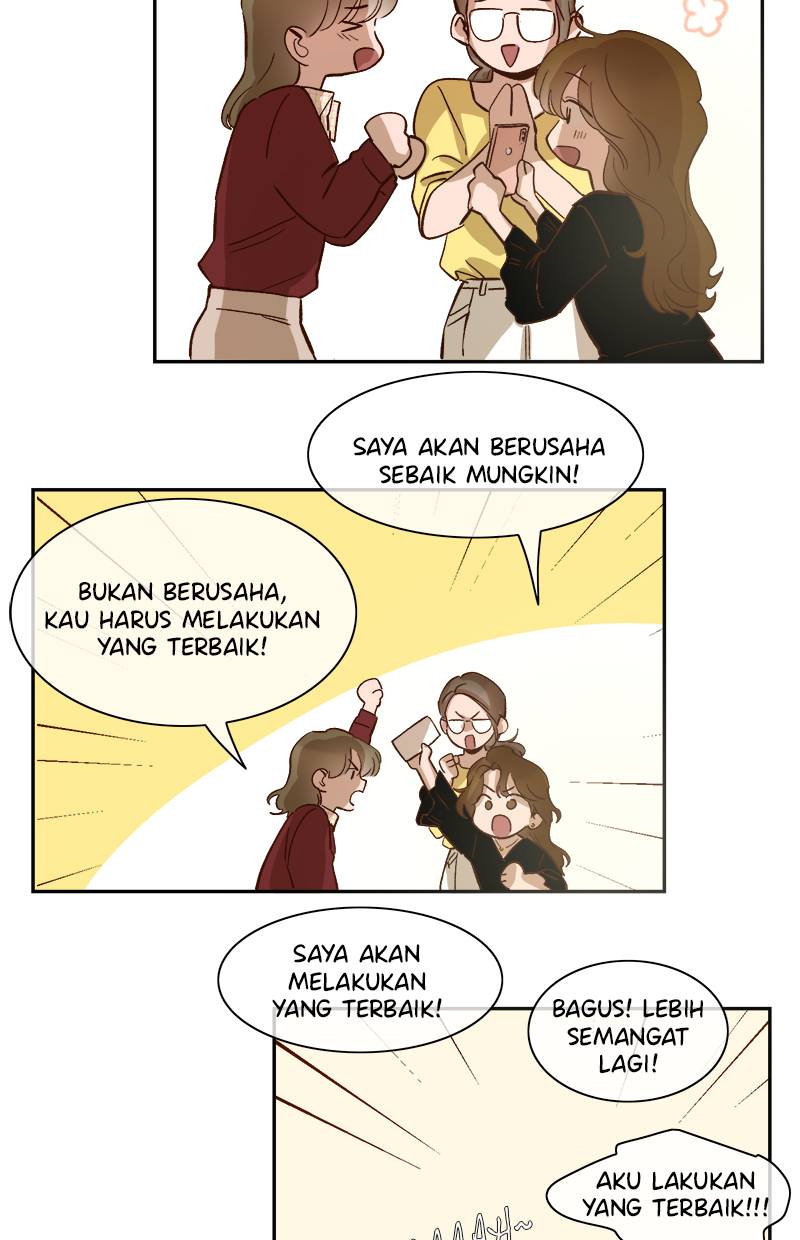 SAYA AKAN BERUSAHA
SEBAIK MUNGKIN!
BUKAN BERUSAHA,
KAU HARUS MELAKUKAN
YANG TERBAIK!
SAYA AKAN
MELAKUKAN
YANG TERBAIK!
BAGUS! LEBIH
SEMANGAT
LAGI!
AKU LAKUKAN
YANG TERBAIK!!!